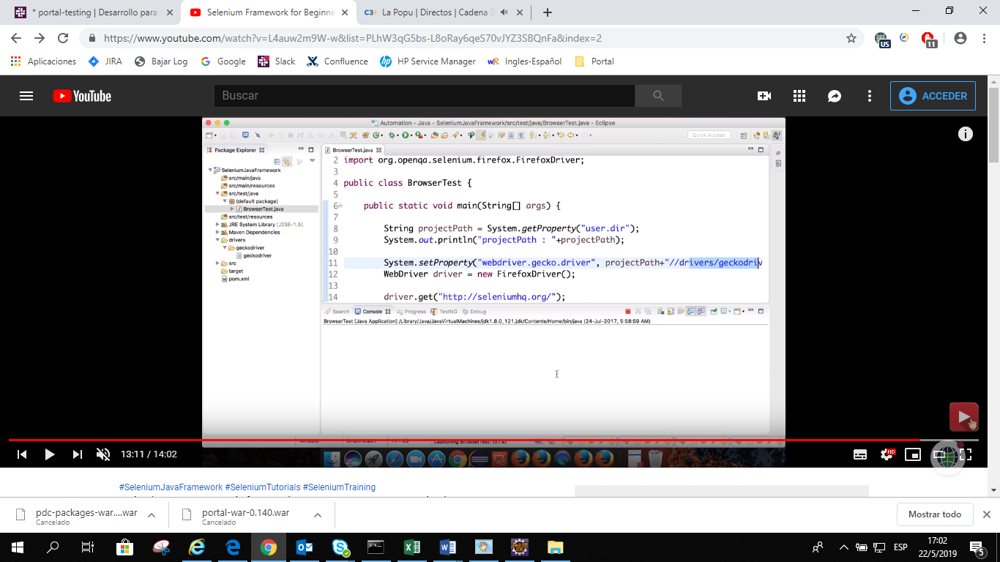 * portal-testing | Desarrollo para
Selenium Framework for Beginne
La Popu | Directos | Cadena
https://www.youtube.com/watch?v=L4auw2m9W-w&list=PLhW3qG5bs-L8oRay6qeS70vJYZ3SBQnFa&index=2
US
11
Aplicaciones
JIRA
Bajar Log
Google
Slack
Confluence
HP Service Manager
Ingles-Español
Portal
YouTube
Buscar
ACCEDER
Automation - Java - SeleniumJavaFramework/src/test/java/BrowserTest.java - Eclipse
Quick Access
Package Explorer
SeleniumJavaFramework
src/main/java
src/main/resources
src/test/java
(default package)
BrowserTest.java
src/test/resources
JRE System Library [J2SE-1.5]
Maven Dependencies
drivers
geckodriver
geckodriver
src
target
pom.xml
BrowserTest.java
2 import org.openqa.selenium.firefox.FirefoxDriver;
3
4 public class BrowserTest {
5
6 public static void main(String[] args) {
7
8 String projectPath = System.getProperty("user.dir");
9 System.out.println("projectPath : "+projectPath);
10
11 System.setProperty("webdriver.gecko.driver", projectPath+"//drivers/geckodriv
12 WebDriver driver = new FirefoxDriver();
13
14 driver.get("http://seleniumhq.org/");
Search
Console
Progress
TestNG
Debug
BrowserTest [Java Application] /Library/Java/JavaVirtualMachines/jdk1.8.0_121.jdk/Contents/Home/bin/java (24-Jul-2017, 5:58:59 AM)
Launching BrowserTest: (57%)
13:11 / 14:02
HD
#SeleniumJavaFramework #SeleniumTutorials #SeleniumTraining
pdc-packages-war....war
Cancelado
portal-war-0.140.war
Cancelado
Mostrar todo
ESP
17:02
22/5/2019
5